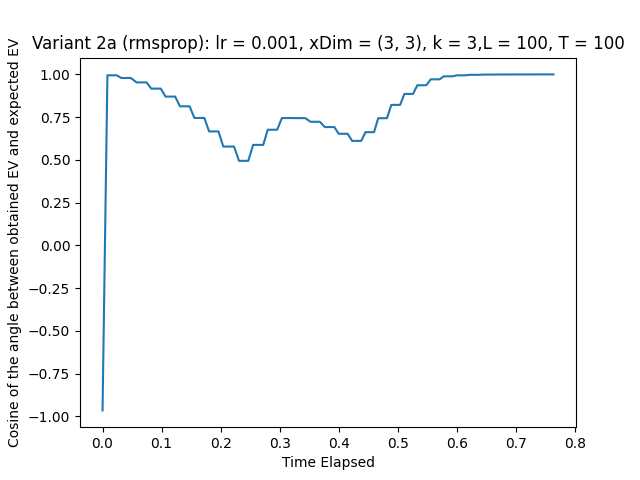 Variant 2a (rmsprop): lr = 0.001, xDim = (3, 3), k = 3,L = 100, T = 100
Cosine of the angle between obtained EV and expected EV
1.00
0.75
0.50
0.25
0.00
−0.25
−0.50
−0.75
−1.00
0.0 0.1 0.2 0.3 0.4 0.5 0.6 0.7 0.8
Time Elapsed